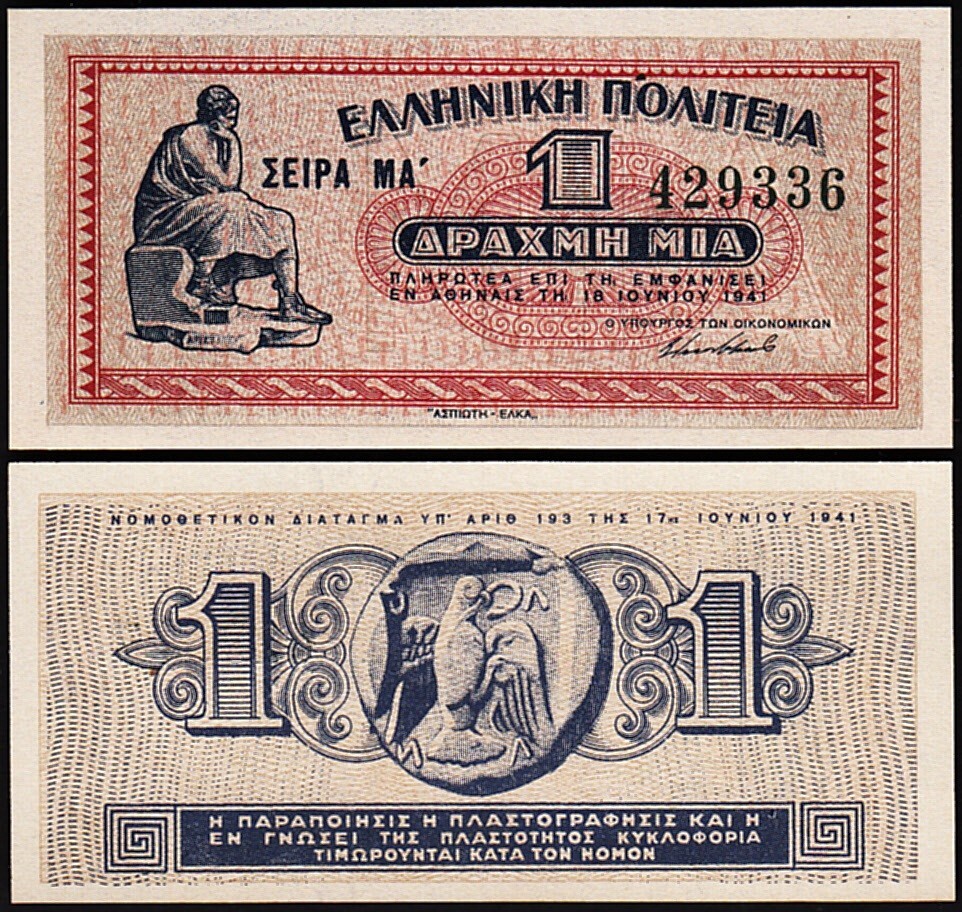 ΕΛΛΗΝΙΚΗ ΠΟΛΙΤΕΙΑ
ΣΕΙΡΑ ΜΑ´ 1 429336
ΔΡΑΧΜΗ ΜΙΑ
ΠΛΗΡΩΤΕΑ ΕΠΙ ΤΗ, ΕΜΦΑΝΙΣΕΙ
ΕΝ ΑΘΗΝΑΙΣ ΤΗ, 18 ΙΟΥΝΙΟΥ 1941
Ο ΥΠΟΥΡΓΟΣ ΤΩΝ ΟΙΚΟΝΟΜΙΚΩΝ
"ΑΣΠΙΩΤΗ - ΕΛΚΑ„
ΝΟΜΟΘΕΤΙΚΟΝ ΔΙΑΤΑΓΜΑ ΥΠ' ΑΡΙΘ 193 ΤΗΣ 17ης ΙΟΥΝΙΟΥ 1941
1 1
Η ΠΑΡΑΠΟΙΗΣΙΣ Η ΠΛΑΣΤΟΓΡΑΦΗΣΙΣ ΚΑΙ Η
ΕΝ ΓΝΩΣΕΙ ΤΗΣ ΠΛΑΣΤΟΤΗΤΟΣ ΚΥΚΛΟΦΟΡΙΑ
ΤΙΜΩΡΟΥΝΤΑΙ ΚΑΤΑ ΤΟΝ ΝΟΜΟΝ